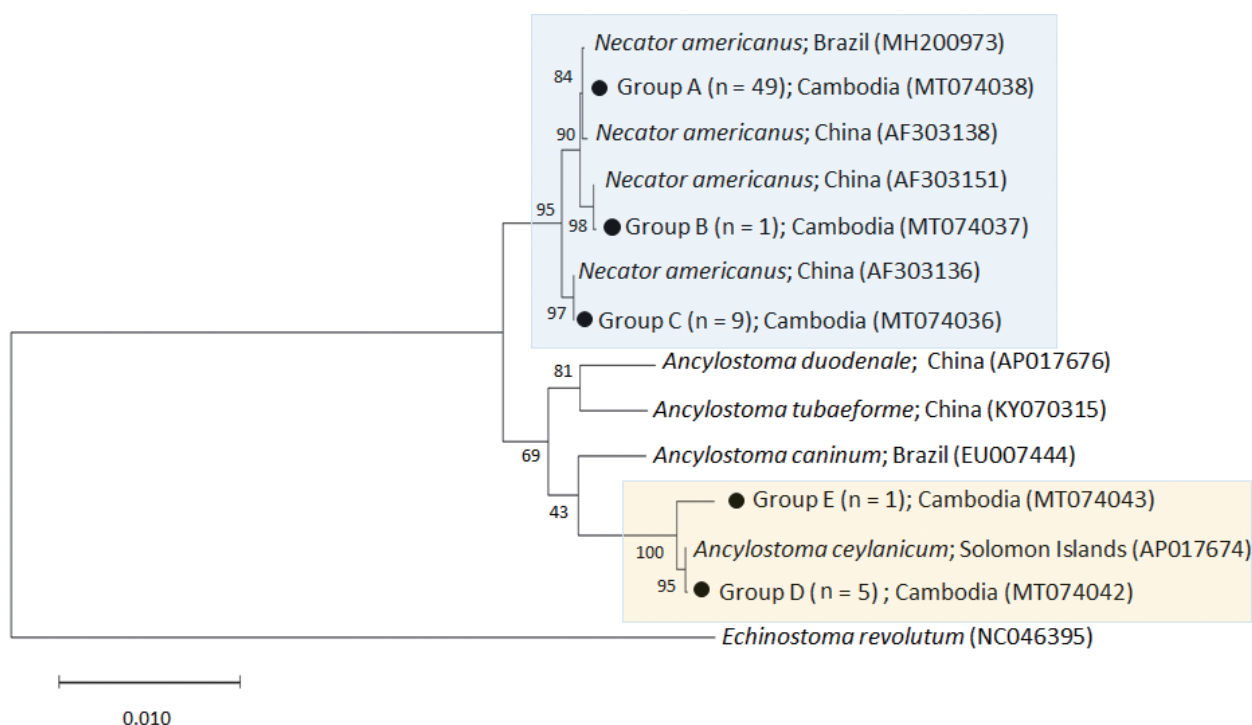 Necator americanus; Brazil (MH200973)
84
Group A (n = 49); Cambodia (MT074038)
90
Necator americanus; China (AF303138)
Necator americanus; China (AF303151)
95
98
Group B (n = 1); Cambodia (MT074037)
Necator americanus; China (AF303136)
97
Group C (n = 9); Cambodia (MT074036)
81
Ancylostoma duodenale; China (AP017676)
Ancylostoma tubaeforme; China (KY070315)
69
Ancylostoma caninum; Brazil (EU007444)
43
Group E (n = 1); Cambodia (MT074043)
100
Ancylostoma ceylanicum; Solomon Islands (AP017674)
95
Group D ( n = 5) ; Cambodia (MT074042)
Echinostoma revolutum (NC046395)
0.010